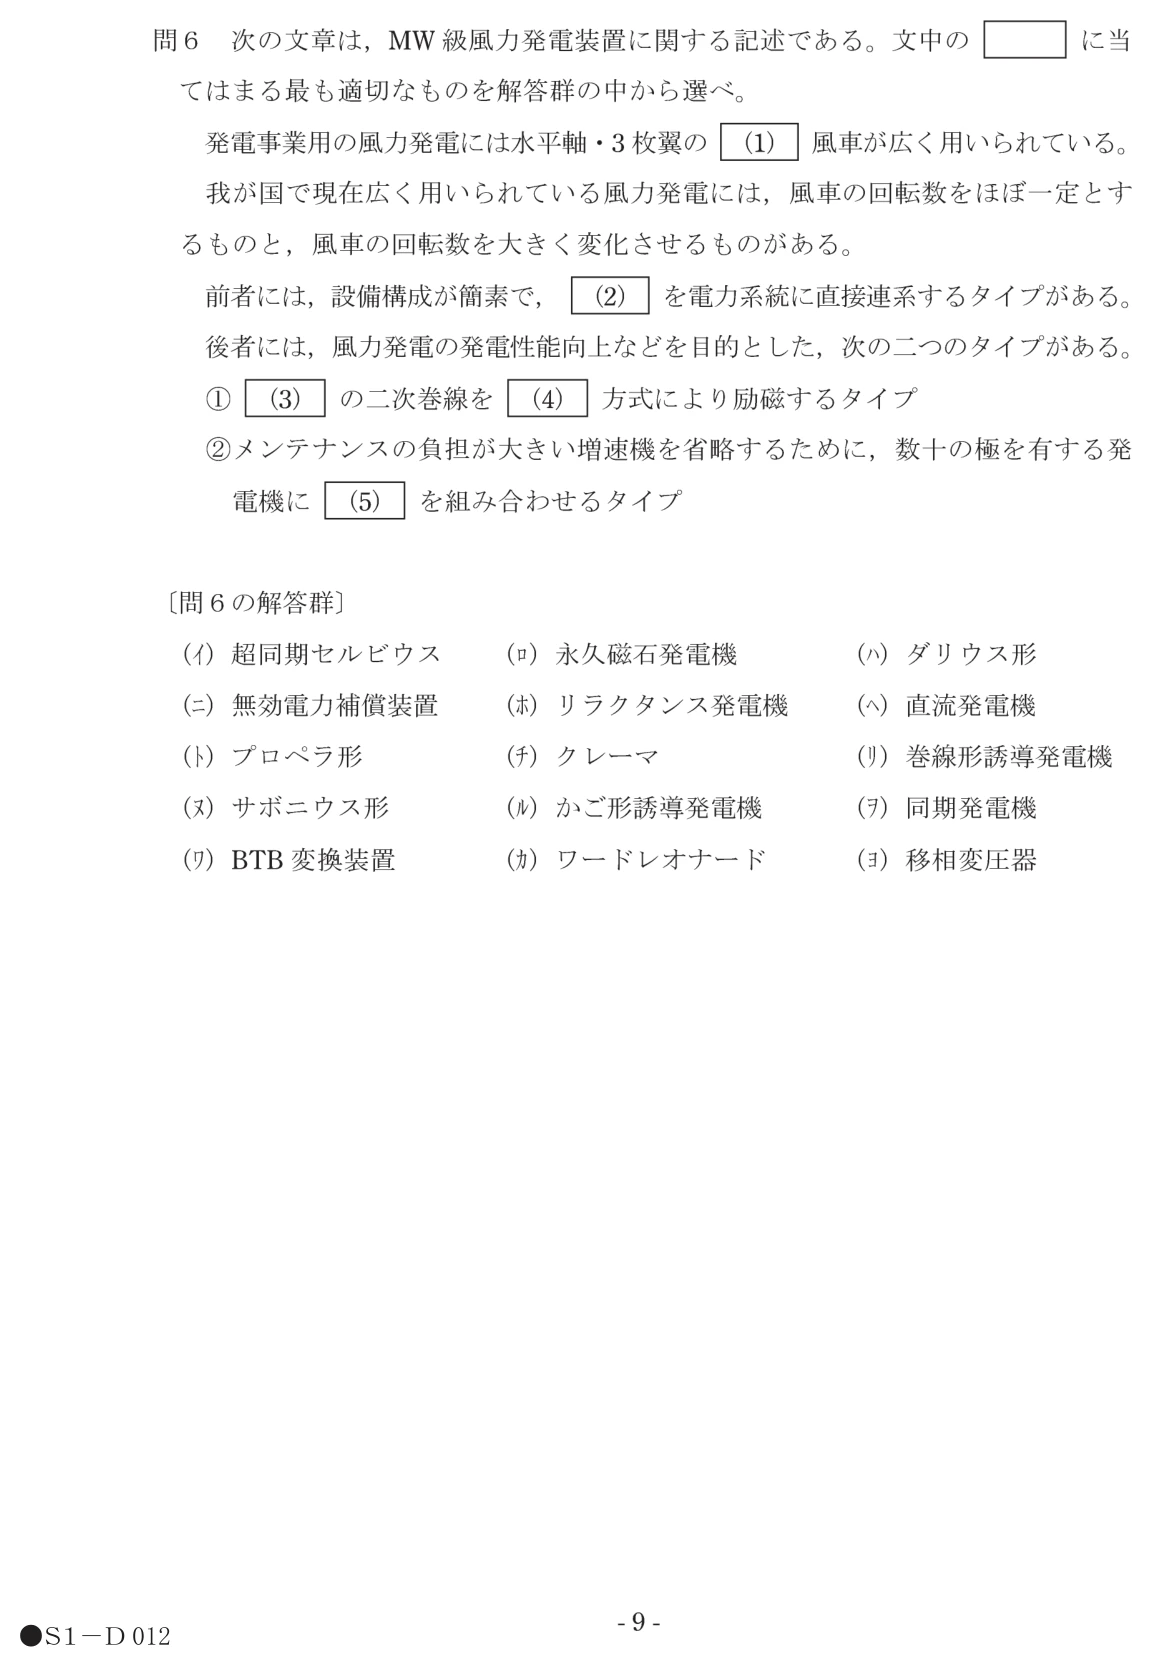 問6 次の文章は，MW 級風力発電装置に関する記述である。文中の に当
てはまる最も適切なものを解答群の中から選べ。
発電事業用の風力発電には水平軸・3 枚翼の (1) 風車が広く用いられている。
我が国で現在広く用いられている風力発電には，風車の回転数をほぼ一定とす
るものと，風車の回転数を大きく変化させるものがある。
前者には，設備構成が簡素で， (2) を電力系統に直接連系するタイプがある。
後者には，風力発電の発電性能向上などを目的とした，次の二つのタイプがある。
① (3) の二次巻線を (4) 方式により励磁するタイプ
②メンテナンスの負担が大きい増速機を省略するために，数十の極を有する発
電機に (5) を組み合わせるタイプ
〔問6の解答群〕
(ｲ) 超同期セルビウス (ﾛ) 永久磁石発電機 (ﾊ) ダリウス形
(ﾆ) 無効電力補償装置 (ﾎ) リラクタンス発電機 (ﾍ) 直流発電機
(ﾄ) プロペラ形 (ﾁ) クレーマ (ﾘ) 巻線形誘導発電機
(ﾇ) サボニウス形 (ﾙ) かご形誘導発電機 (ｦ) 同期発電機
(ﾜ) BTB 変換装置 (ｶ) ワードレオナード (ﾖ) 移相変圧器
- 9 -
●S1－D 012